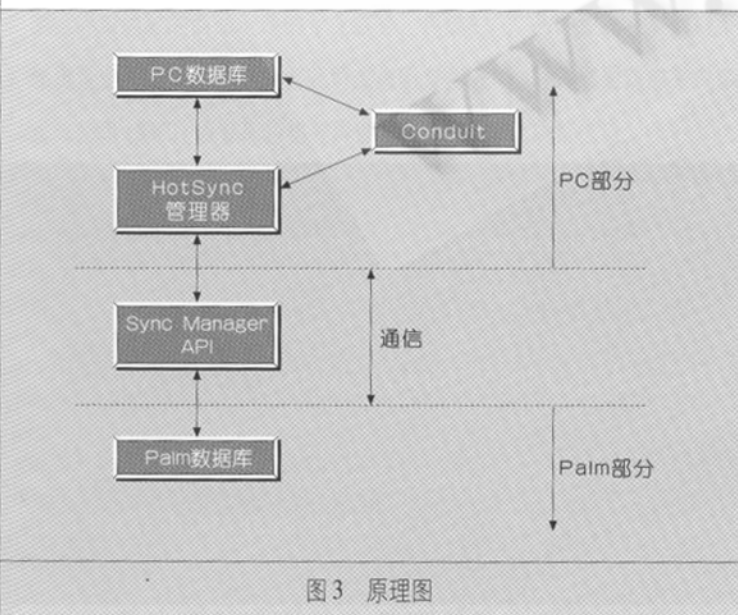 PC数据库
Conduit
HotSync
管理器
PC部分
Sync Manager
API
通信
Palm数据库
Palm部分
图3 原理图